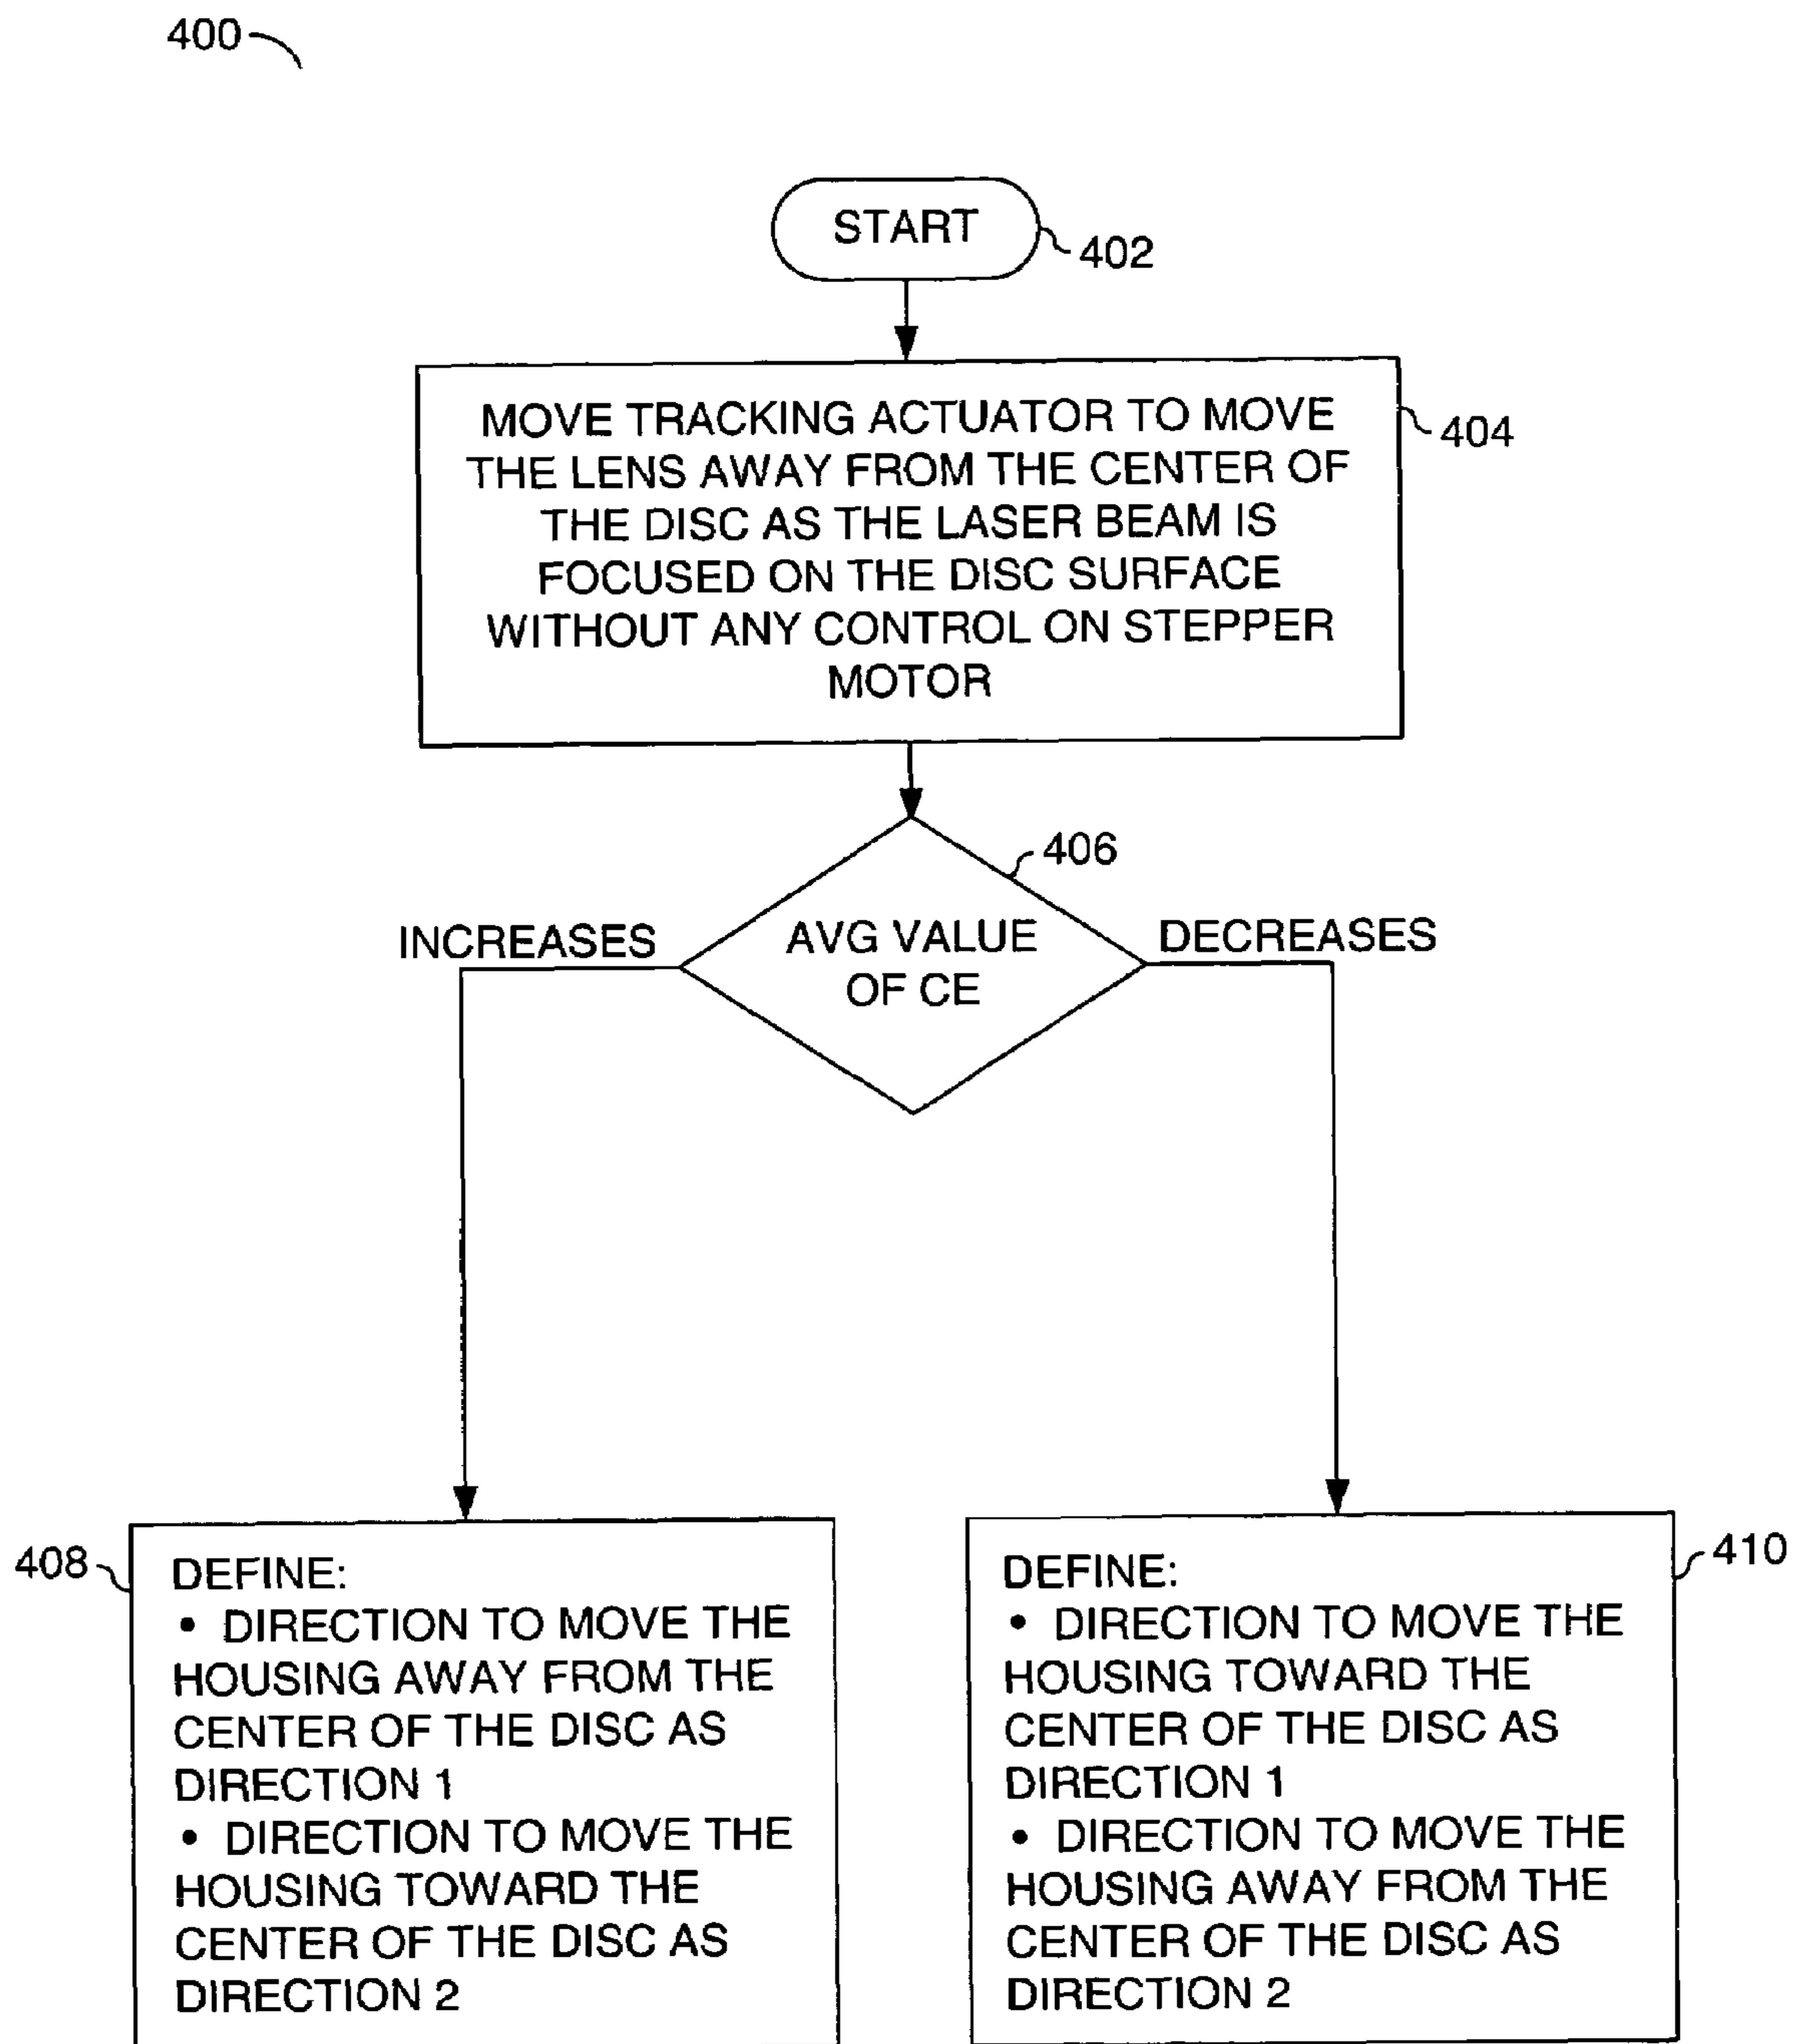 400
START
402
MOVE TRACKING ACTUATOR TO MOVE
THE LENS AWAY FROM THE CENTER OF
THE DISC AS THE LASER BEAM IS
FOCUSED ON THE DISC SURFACE
WITHOUT ANY CONTROL ON STEPPER
MOTOR
404
406
AVG VALUE
OF CE
INCREASES
DECREASES
408
DEFINE:
• DIRECTION TO MOVE THE
HOUSING AWAY FROM THE
CENTER OF THE DISC AS
DIRECTION 1
• DIRECTION TO MOVE THE
HOUSING TOWARD THE
CENTER OF THE DISC AS
DIRECTION 2
410
DEFINE:
• DIRECTION TO MOVE THE
HOUSING TOWARD THE
CENTER OF THE DISC AS
DIRECTION 1
• DIRECTION TO MOVE THE
HOUSING AWAY FROM THE
CENTER OF THE DISC AS
DIRECTION 2